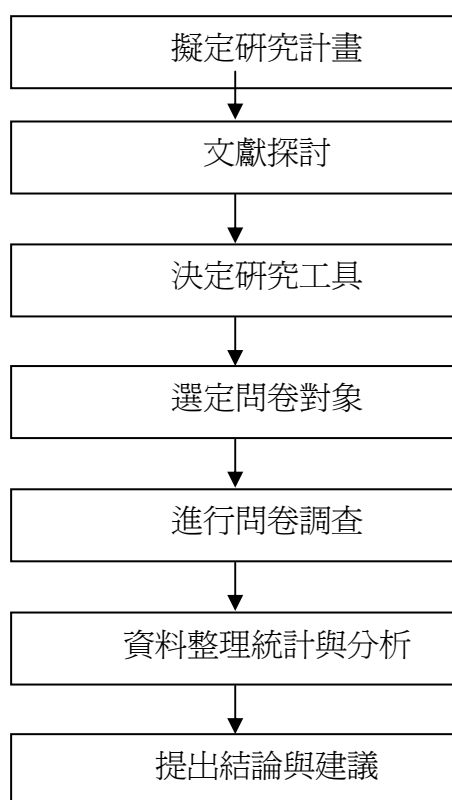 擬定研究計畫
文獻探討
決定研究工具
選定問卷對象
進行問卷調查
資料整理統計與分析
提出結論與建議